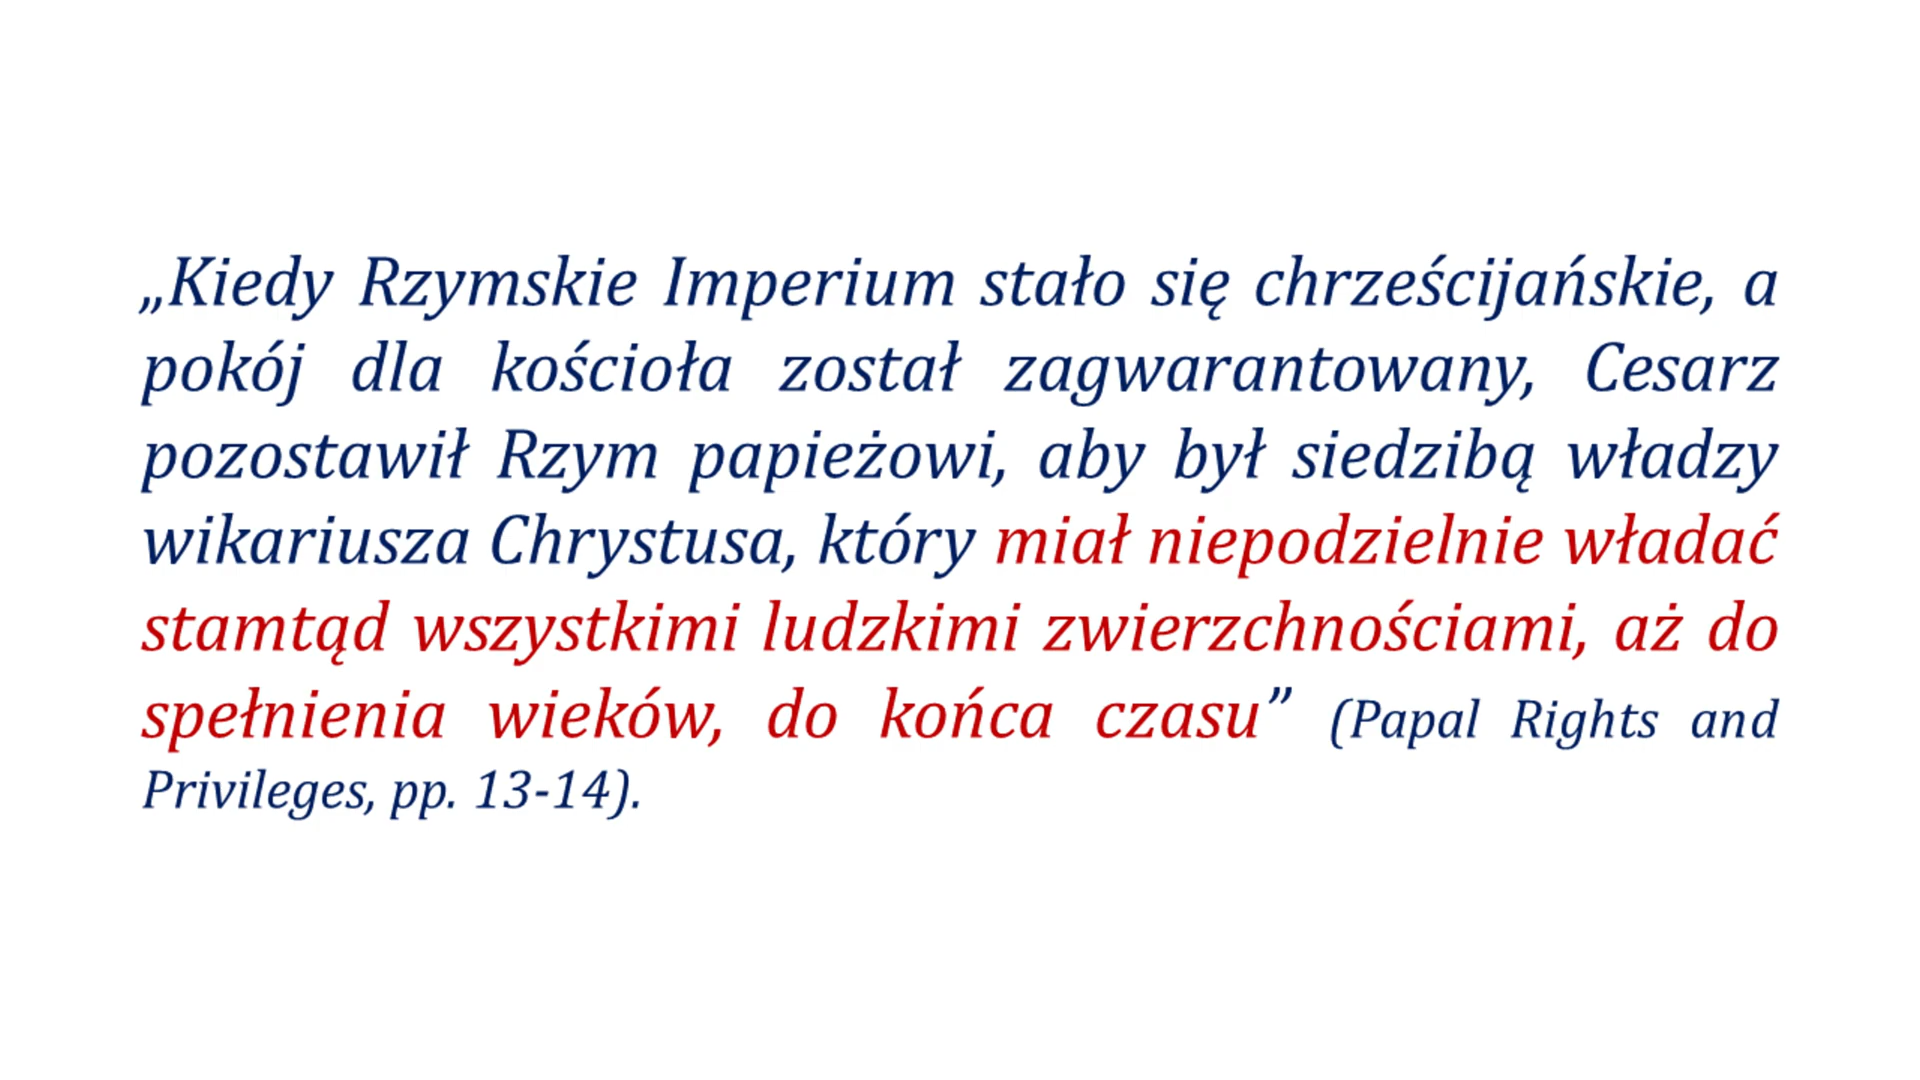 „Kiedy Rzymskie Imperium stało się chrześcijańskie, a
pokój dla kościoła został zagwarantowany, Cesarz
pozostawił Rzym papieżowi, aby był siedzibą władzy
wikariusza Chrystusa, który miał niepodzielnie władać
stamtąd wszystkimi ludzkimi zwierzchnościami, aż do
spełnienia wieków, do końca czasu” (Papal Rights and
Privileges, pp. 13-14).